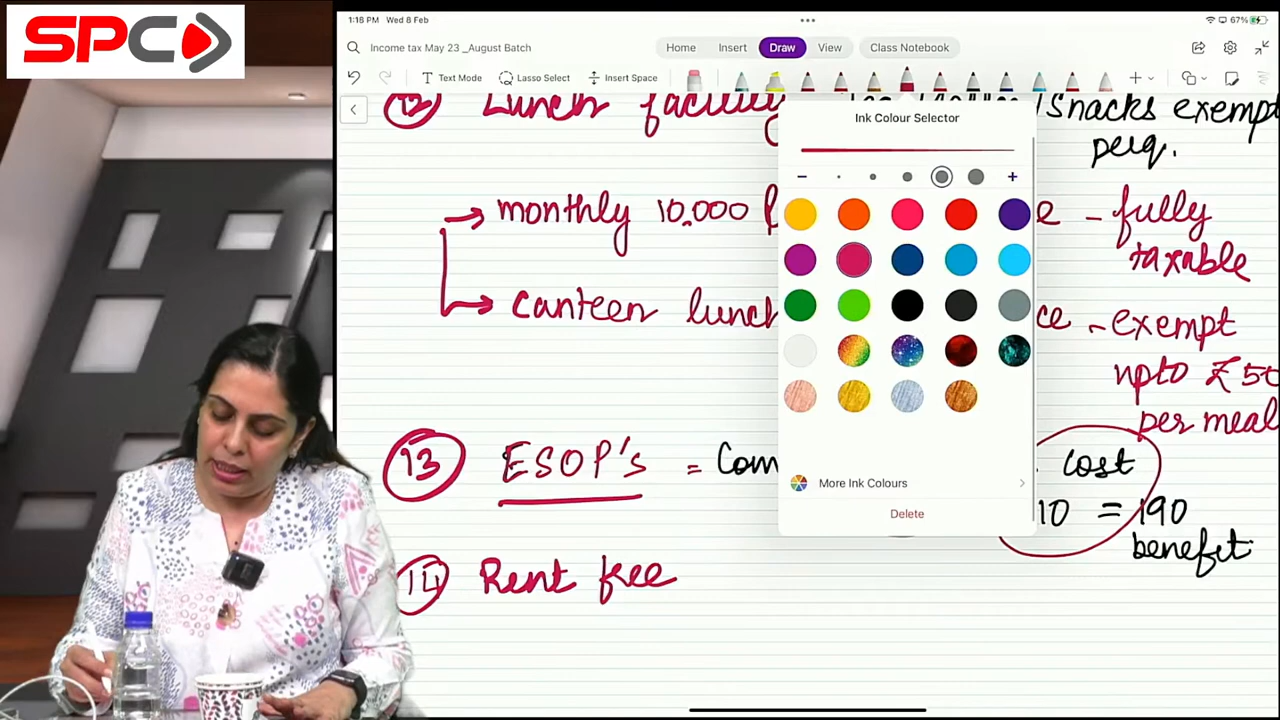 SPC
1:18 PM Wed 8 Feb
67%
Income tax May 23 _August Batch
Home Insert Draw View Class Notebook
Text Mode Lasso Select Insert Space
12 Lunch facility /Snacks exempt
perq.
Ink Colour Selector
→ monthly 10,000 - fully
taxable
→ canteen lunch - exempt
upto ₹50
per meal
13 ESOP's = Com cost
10 = 190
benefit
More Ink Colours
Delete
14 Rent free